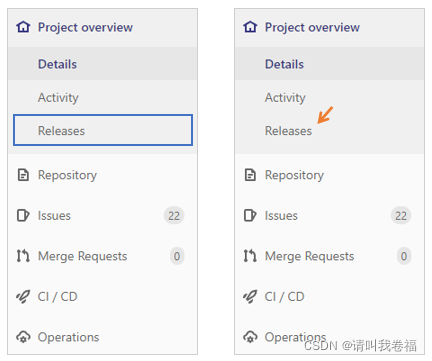 Project overview
Details
Activity
Releases
Repository
Issues 22
Merge Requests 0
CI / CD
Operations
Project overview
Details
Activity
Releases
Repository
Issues 22
Merge Requests 0
CI / CD
Operations
CSDN @请叫我卷福